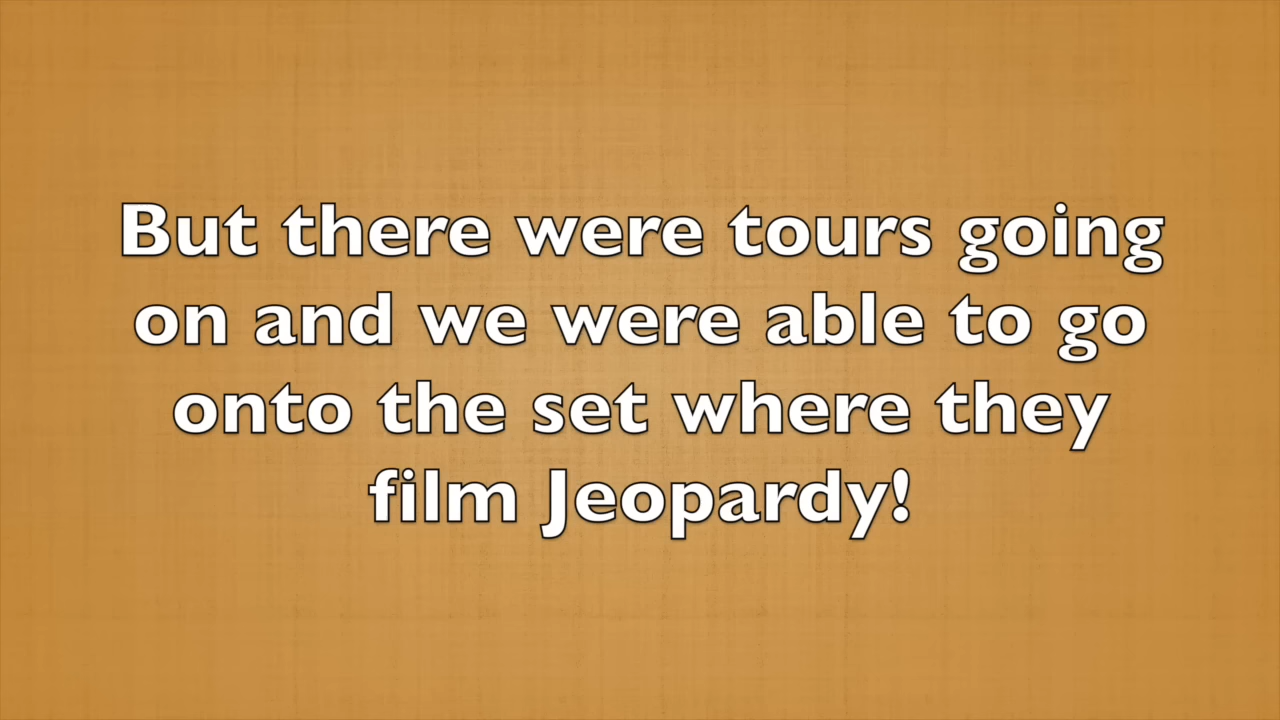 But there were tours going
on and we were able to go
onto the set where they
film Jeopardy!